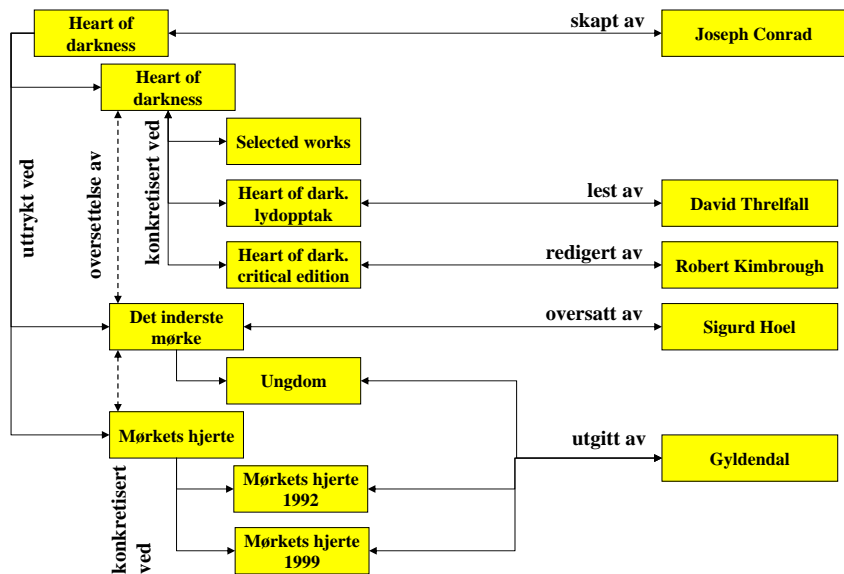 Heart of
darkness
skapt av
Joseph Conrad
Heart of
darkness
uttrykt ved
oversettelse av
konkretisert ved
Selected works
Heart of dark.
lydopptak
lest av
David Threlfall
Heart of dark.
critical edition
redigert av
Robert Kimbrough
Det inderste
mørke
oversatt av
Sigurd Hoel
Ungdom
Mørkets hjerte
utgitt av
Gyldendal
konkretisert
ved
Mørkets hjerte
1992
Mørkets hjerte
1999